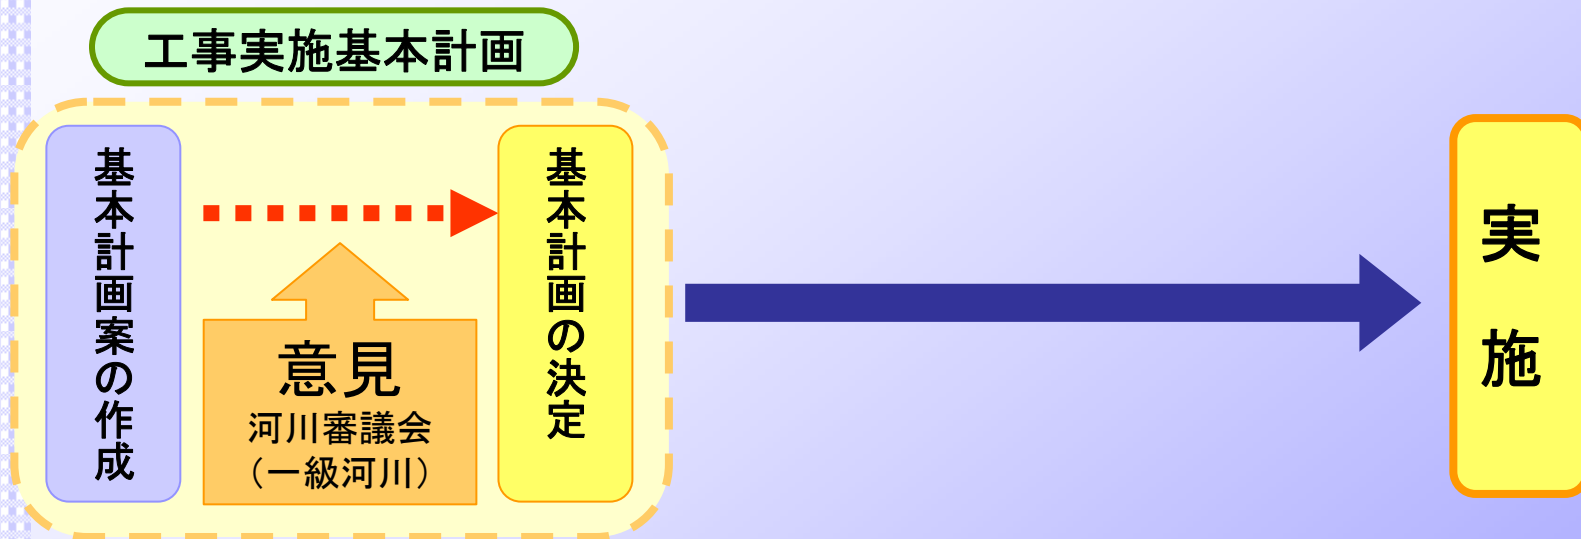 工事実施基本計画
基本計画案の作成
意見
河川審議会
（一級河川）
基本計画の決定
実施